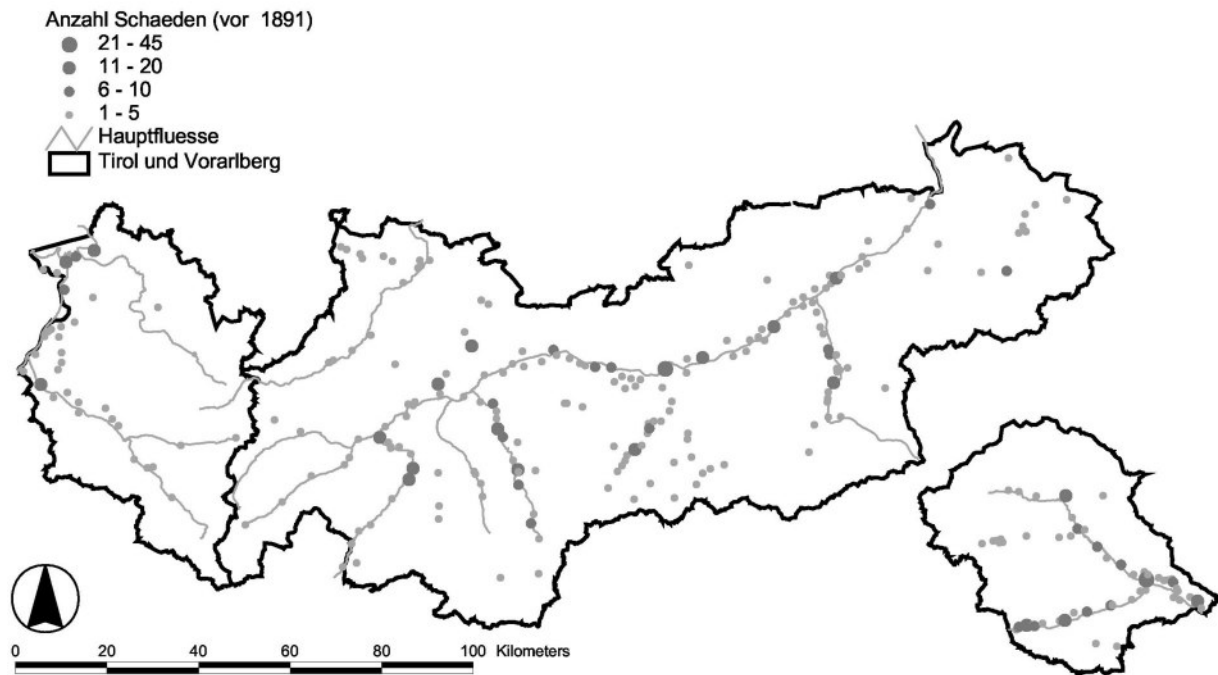 Anzahl Schaeden (vor 1891)
21 - 45
11 - 20
6 - 10
1 - 5
Hauptfluesse
Tirol und Vorarlberg
0 20 40 60 80 100 Kilometers